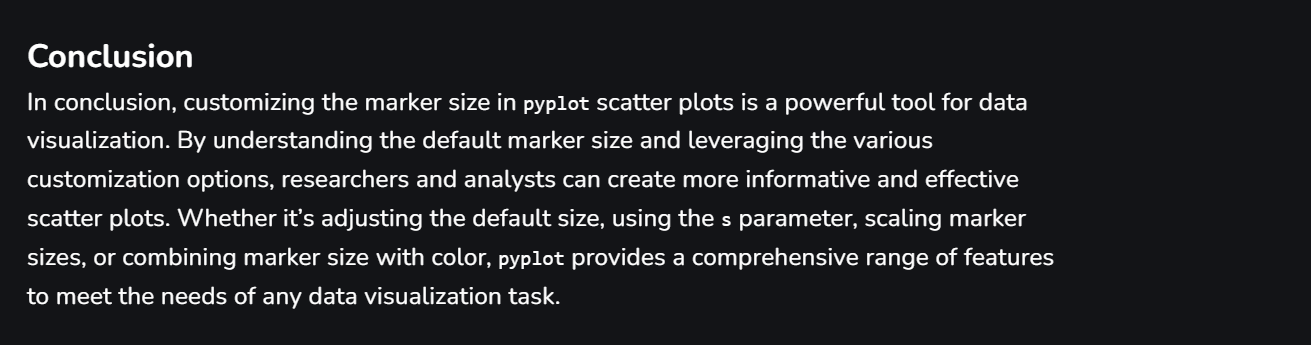 Conclusion
In conclusion, customizing the marker size in pyplot scatter plots is a powerful tool for data
visualization. By understanding the default marker size and leveraging the various
customization options, researchers and analysts can create more informative and effective
scatter plots. Whether it’s adjusting the default size, using the s parameter, scaling marker
sizes, or combining marker size with color, pyplot provides a comprehensive range of features
to meet the needs of any data visualization task.